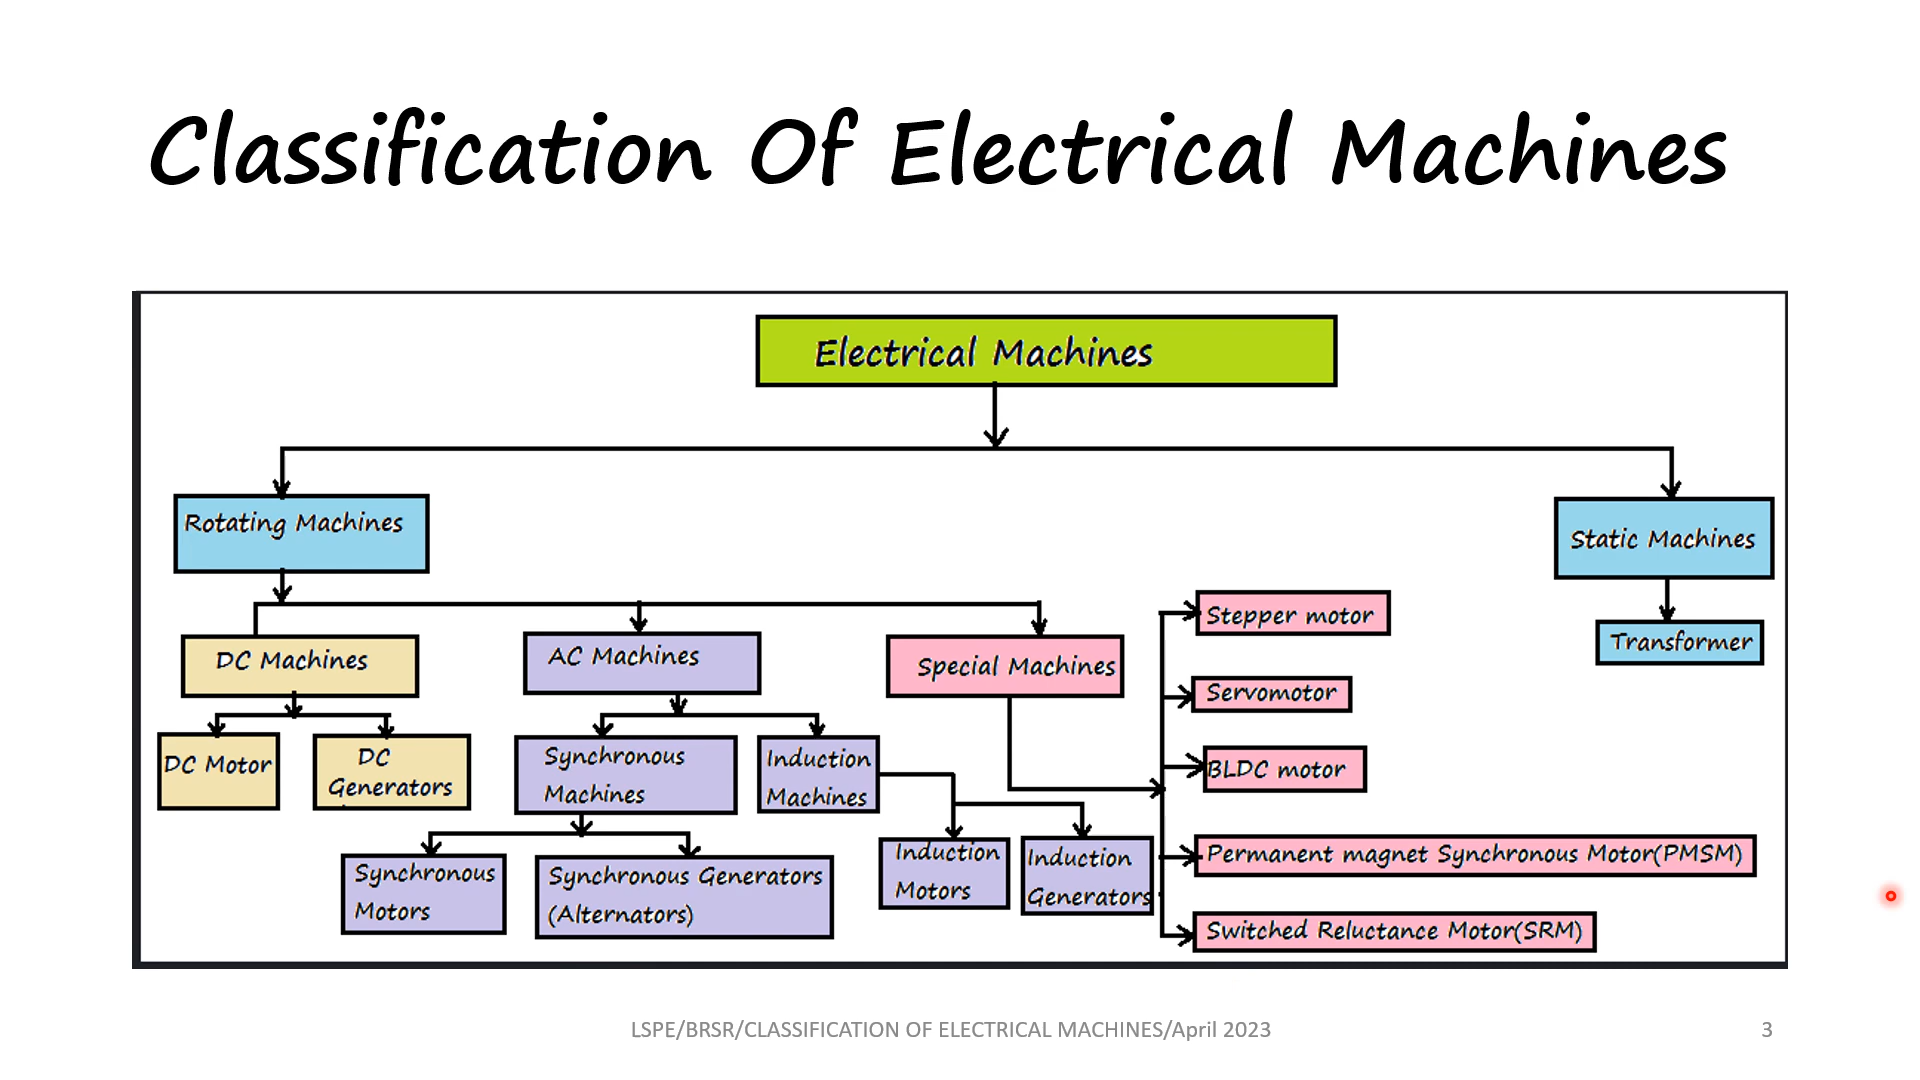 Classification Of Electrical Machines
Electrical Machines
Rotating Machines
Static Machines
DC Machines
AC Machines
Special Machines
Stepper motor
Transformer
Servomotor
BLDC motor
Permanent magnet Synchronous Motor(PMSM)
Switched Reluctance Motor(SRM)
DC Motor
DC
Generators
Synchronous
Machines
Induction
Machines
Synchronous
Motors
Synchronous Generators
(Alternators)
Induction
Motors
Induction
Generators
LSPE/BRSR/CLASSIFICATION OF ELECTRICAL MACHINES/April 2023
3